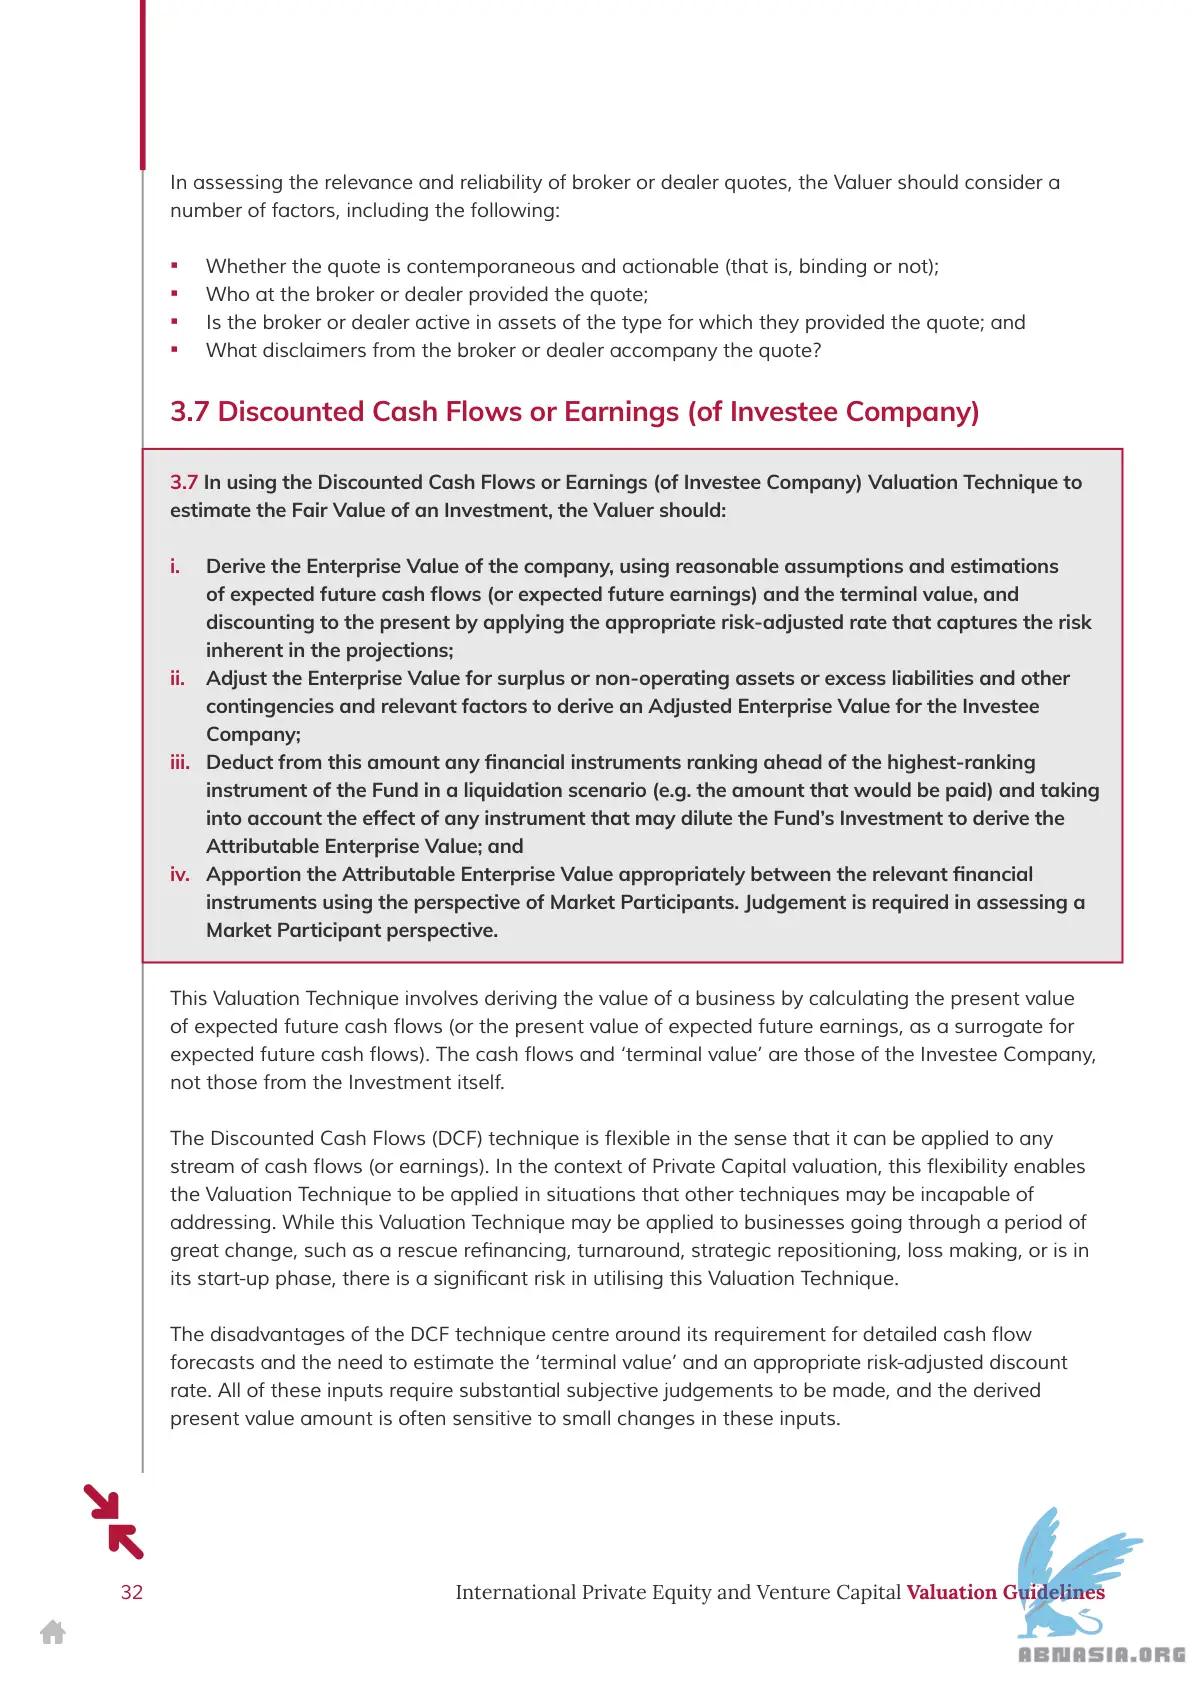 In assessing the relevance and reliability of broker or dealer quotes, the Valuer should consider a
number of factors, including the following:
▪ Whether the quote is contemporaneous and actionable (that is, binding or not);
▪ Who at the broker or dealer provided the quote;
▪ Is the broker or dealer active in assets of the type for which they provided the quote; and
▪ What disclaimers from the broker or dealer accompany the quote?
3.7 Discounted Cash Flows or Earnings (of Investee Company)
3.7 In using the Discounted Cash Flows or Earnings (of Investee Company) Valuation Technique to
estimate the Fair Value of an Investment, the Valuer should:
i. Derive the Enterprise Value of the company, using reasonable assumptions and estimations
of expected future cash flows (or expected future earnings) and the terminal value, and
discounting to the present by applying the appropriate risk-adjusted rate that captures the risk
inherent in the projections;
ii. Adjust the Enterprise Value for surplus or non-operating assets or excess liabilities and other
contingencies and relevant factors to derive an Adjusted Enterprise Value for the Investee
Company;
iii. Deduct from this amount any financial instruments ranking ahead of the highest-ranking
instrument of the Fund in a liquidation scenario (e.g. the amount that would be paid) and taking
into account the effect of any instrument that may dilute the Fund’s Investment to derive the
Attributable Enterprise Value; and
iv. Apportion the Attributable Enterprise Value appropriately between the relevant financial
instruments using the perspective of Market Participants. Judgement is required in assessing a
Market Participant perspective.
This Valuation Technique involves deriving the value of a business by calculating the present value
of expected future cash flows (or the present value of expected future earnings, as a surrogate for
expected future cash flows). The cash flows and ‘terminal value’ are those of the Investee Company,
not those from the Investment itself.
The Discounted Cash Flows (DCF) technique is flexible in the sense that it can be applied to any
stream of cash flows (or earnings). In the context of Private Capital valuation, this flexibility enables
the Valuation Technique to be applied in situations that other techniques may be incapable of
addressing. While this Valuation Technique may be applied to businesses going through a period of
great change, such as a rescue refinancing, turnaround, strategic repositioning, loss making, or is in
its start-up phase, there is a significant risk in utilising this Valuation Technique.
The disadvantages of the DCF technique centre around its requirement for detailed cash flow
forecasts and the need to estimate the ‘terminal value’ and an appropriate risk-adjusted discount
rate. All of these inputs require substantial subjective judgements to be made, and the derived
present value amount is often sensitive to small changes in these inputs.
32 International Private Equity and Venture Capital Valuation Guidelines
ABNASIA.ORG